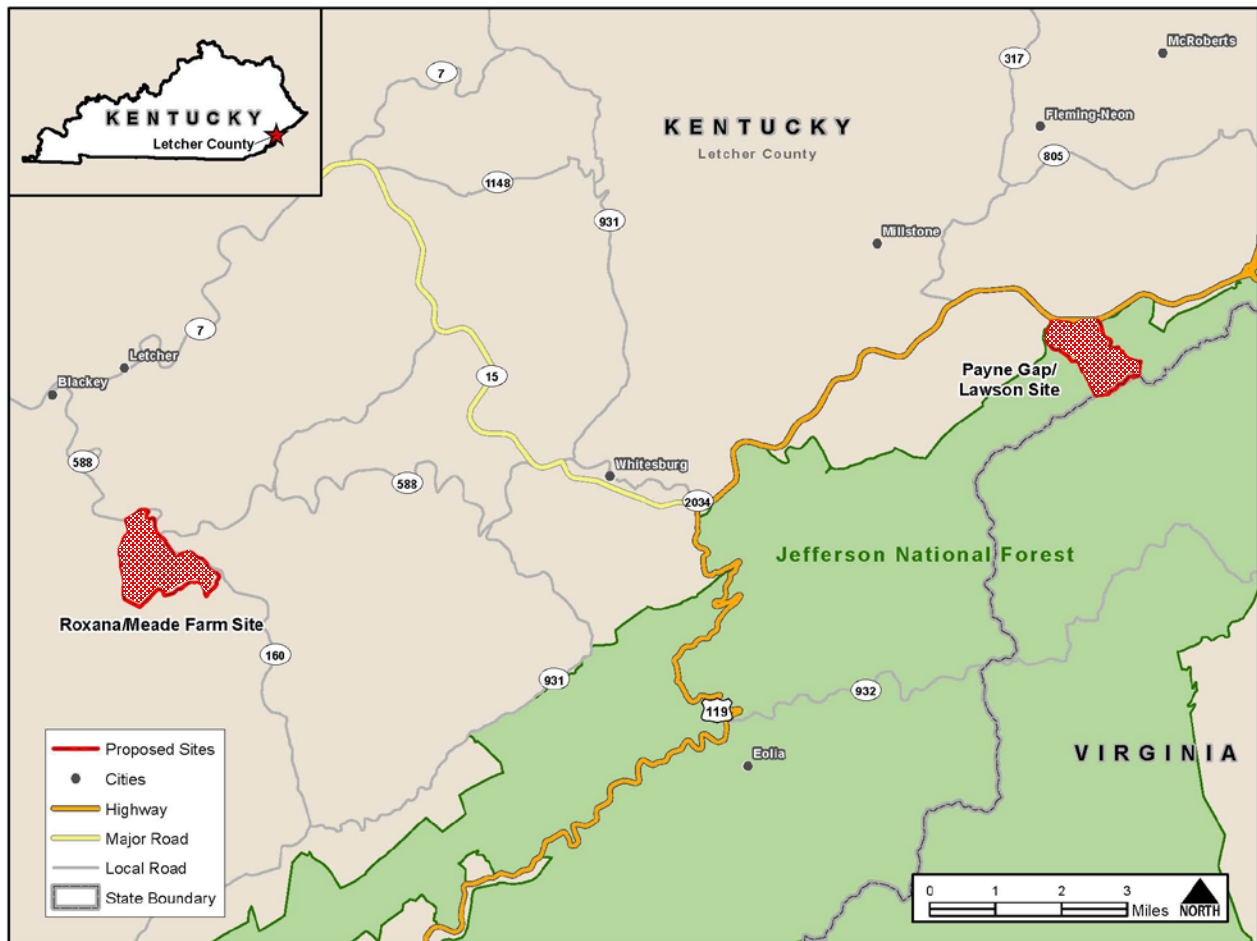 KENTUCKY
Letcher County
7
1148
931
KENTUCKY
Letcher County
317
McRoberts
Fleming-Neon
805
Millstone
7
Letcher
Blackey
15
Payne Gap/
Lawson Site
588
588
Whitesburg
2034
Jefferson National Forest
Roxana/Meade Farm Site
160
931
932
119
Eolia
VIRGINIA
Proposed Sites
Cities
Highway
Major Road
Local Road
State Boundary
0 1 2 3
Miles
NORTH